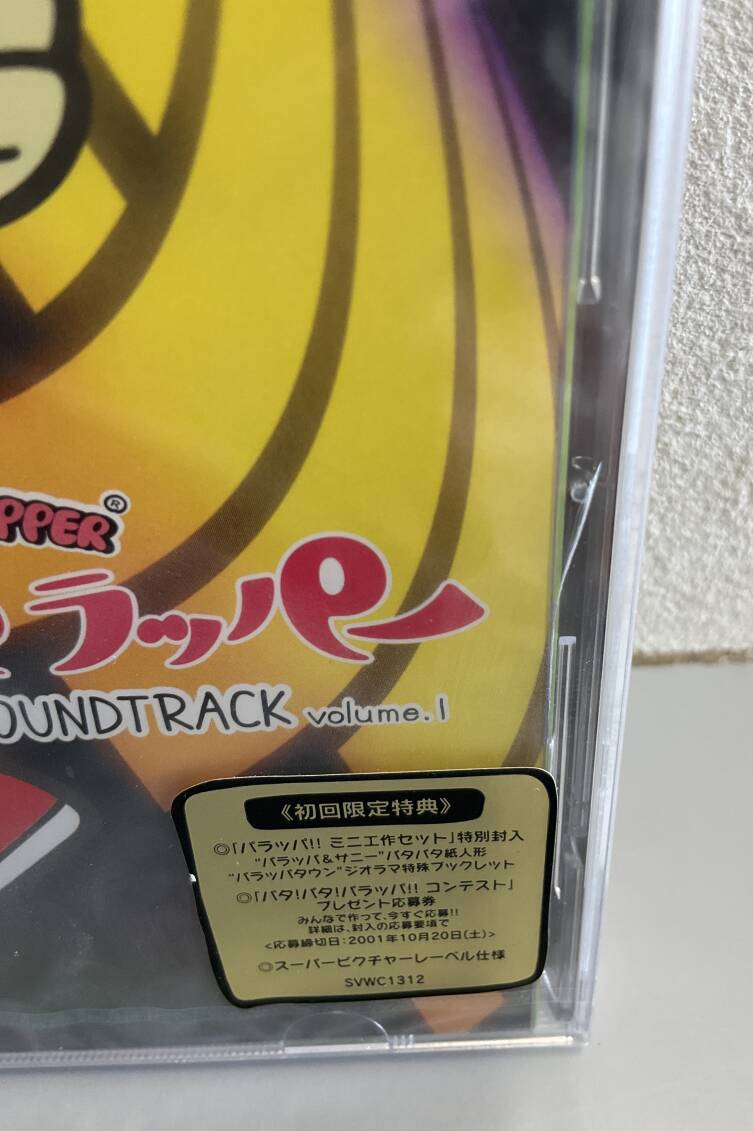 PPER®
ラッパー
OUNDTRACK volume.1
《初回限定特典》
◎「パラッパ!! ミニ工作セット」特別封入
"パラッパ&サニー"パタパタ紙人形
"パラッパタウン"ジオラマ特殊ブックレット
◎「パタ!パタ!パラッパ!! コンテスト」
プレゼント応募券
みんなで作って、今すぐ応募!!
詳細は、封入の応募要項で
<応募締切日:2001年10月20日(土)>
◎スーパーピクチャーレーベル仕様
SVWC1312